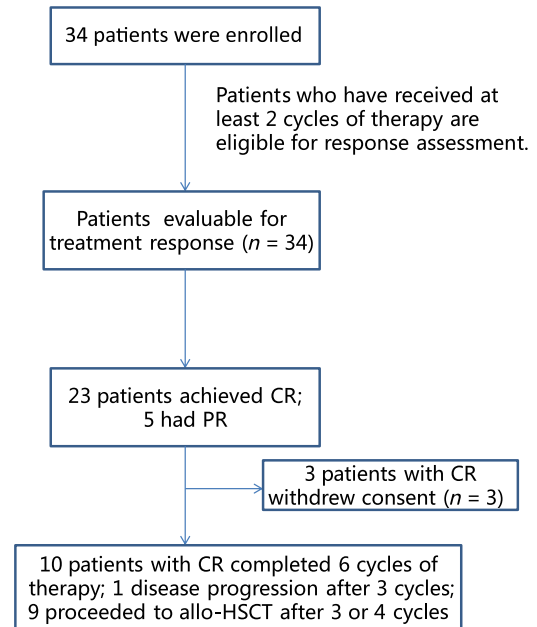 34 patients were enrolled
Patients who have received at
least 2 cycles of therapy are
eligible for response assessment.
Patients evaluable for
treatment response (n = 34)
23 patients achieved CR;
5 had PR
3 patients with CR
withdrew consent (n = 3)
10 patients with CR completed 6 cycles of
therapy; 1 disease progression after 3 cycles;
9 proceeded to allo-HSCT after 3 or 4 cycles